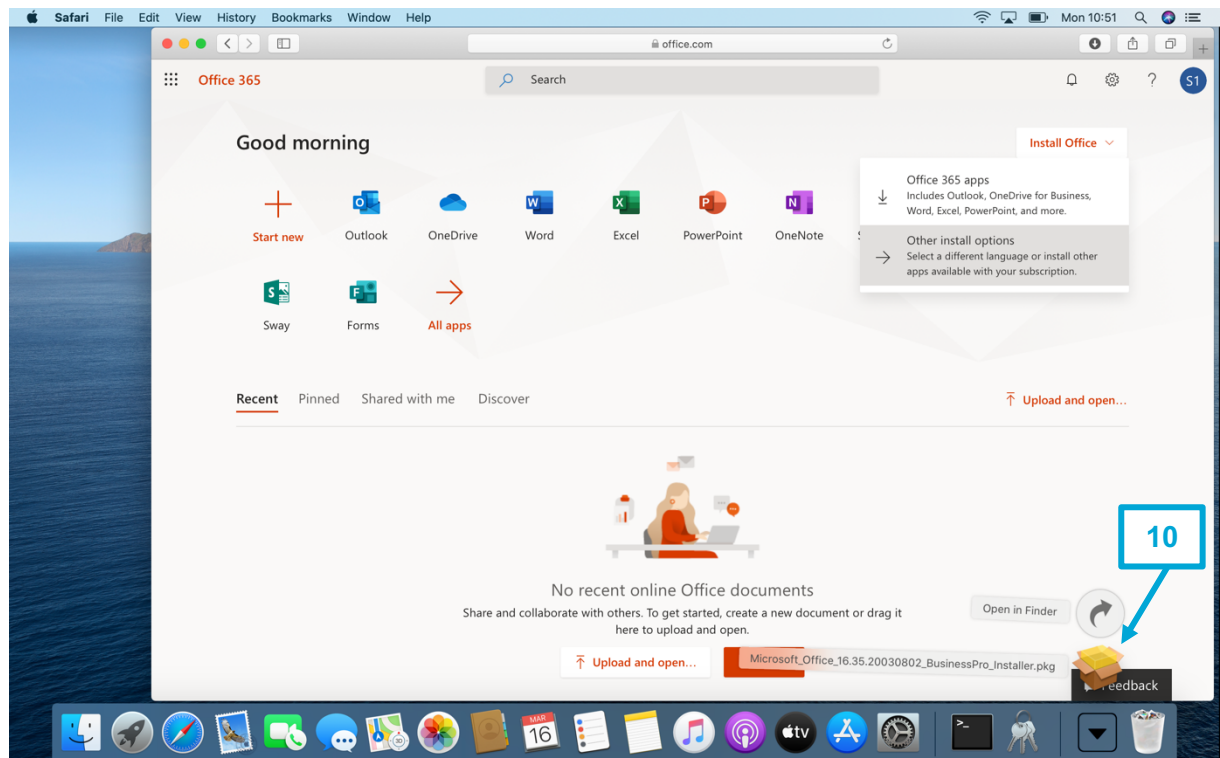 Safari File Edit View History Bookmarks Window Help Mon 10:51
office.com
Office 365 Search ? S1
Good morning Install Office
Office 365 apps
Includes Outlook, OneDrive for Business,
Word, Excel, PowerPoint, and more.
Start new Outlook OneDrive Word Excel PowerPoint OneNote
Other install options
Select a different language or install other
apps available with your subscription.
Sway Forms All apps
Recent Pinned Shared with me Discover Upload and open...
10
No recent online Office documents
Share and collaborate with others. To get started, create a new document or drag it
here to upload and open.
Open in Finder
Upload and open...
Microsoft_Office_16.35.20030802_BusinessPro_Installer.pkg
MAR
16
tv